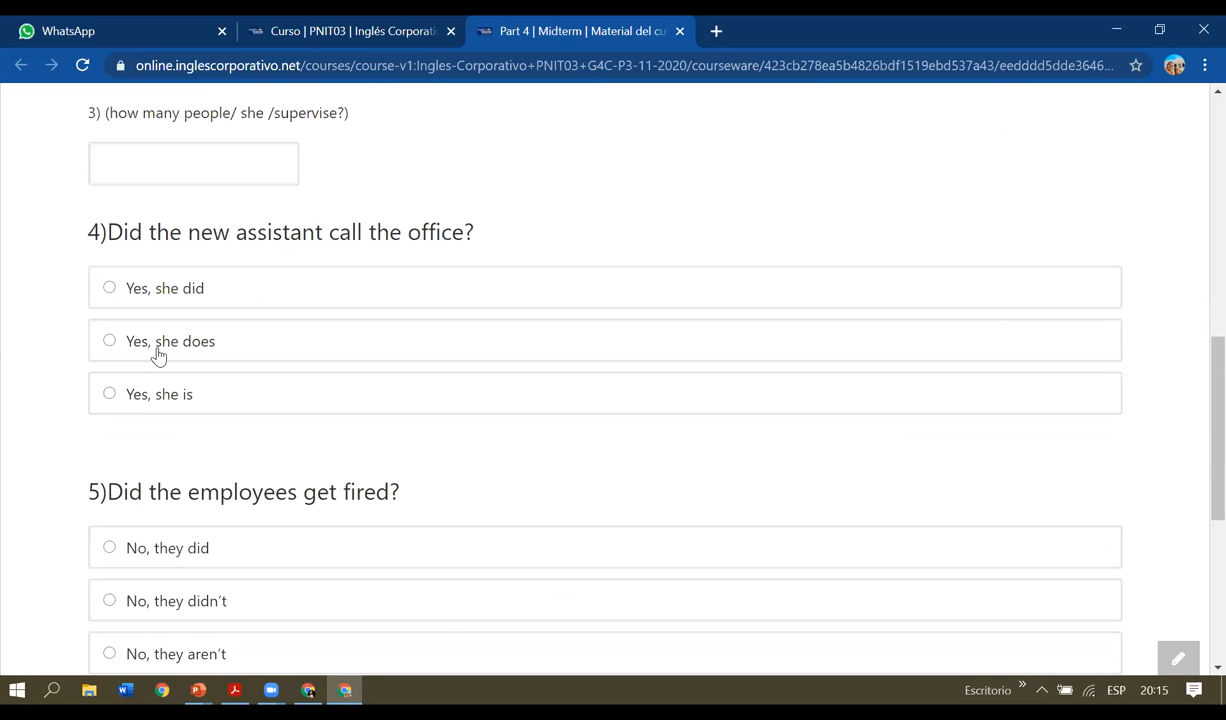 WhatsApp
Curso | PNIT03 | Inglés Corporati
Part 4 | Midterm | Material del cu
online.inglescorporativo.net/courses/course-v1:Ingles-Corporativo+PNIT03+G4C-P3-11-2020/courseware/423cb278ea5b4826bdf1519ebd537a43/eedddd5dde3646...
3) (how many people/ she /supervise?)
4)Did the new assistant call the office?
Yes, she did
Yes, she does
Yes, she is
5)Did the employees get fired?
No, they did
No, they didn't
No, they aren't
Escritorio
ESP
20:15